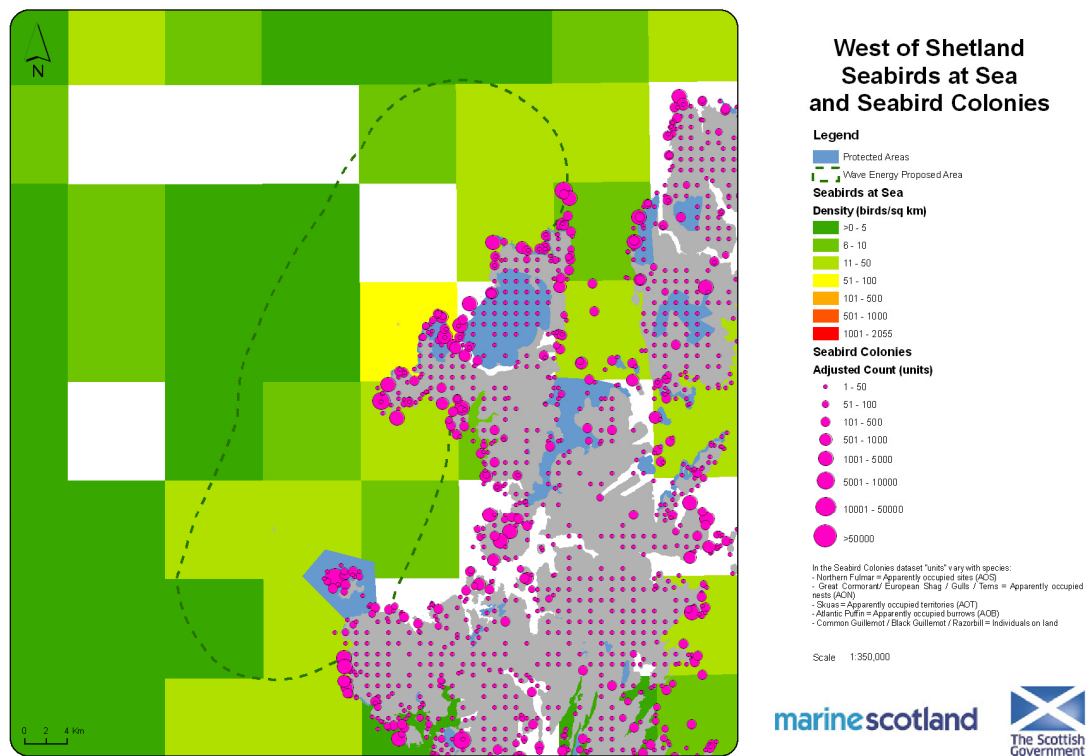 N
0 2 4 Km
West of Shetland
Seabirds at Sea
and Seabird Colonies
Legend
Protected Areas
Wave Energy Proposed Area
Seabirds at Sea
Density (birds/sq km)
>0 - 5
6 - 10
11 - 50
51 - 100
101 - 500
501 - 1000
1001 - 2055
Seabird Colonies
Adjusted Count (units)
1 - 50
51 - 100
101 - 500
501 - 1000
1001 - 5000
5001 - 10000
10001 - 50000
>50000
In the Seabird Colonies dataset "units" vary with species:
- Northern Fulmar = Apparently occupied sites (AOS)
- Great Cormorant/ European Shag / Gulls / Terns = Apparently occupied
nests (AON)
- Skuas = Apparently occupied territories (AOT)
- Atlantic Puffin = Apparently occupied burrows (AOB)
- Common Guillemot / Black Guillemot / Razorbill = Individuals on land
Scale 1:350,000
marinescotland
The Scottish
Government